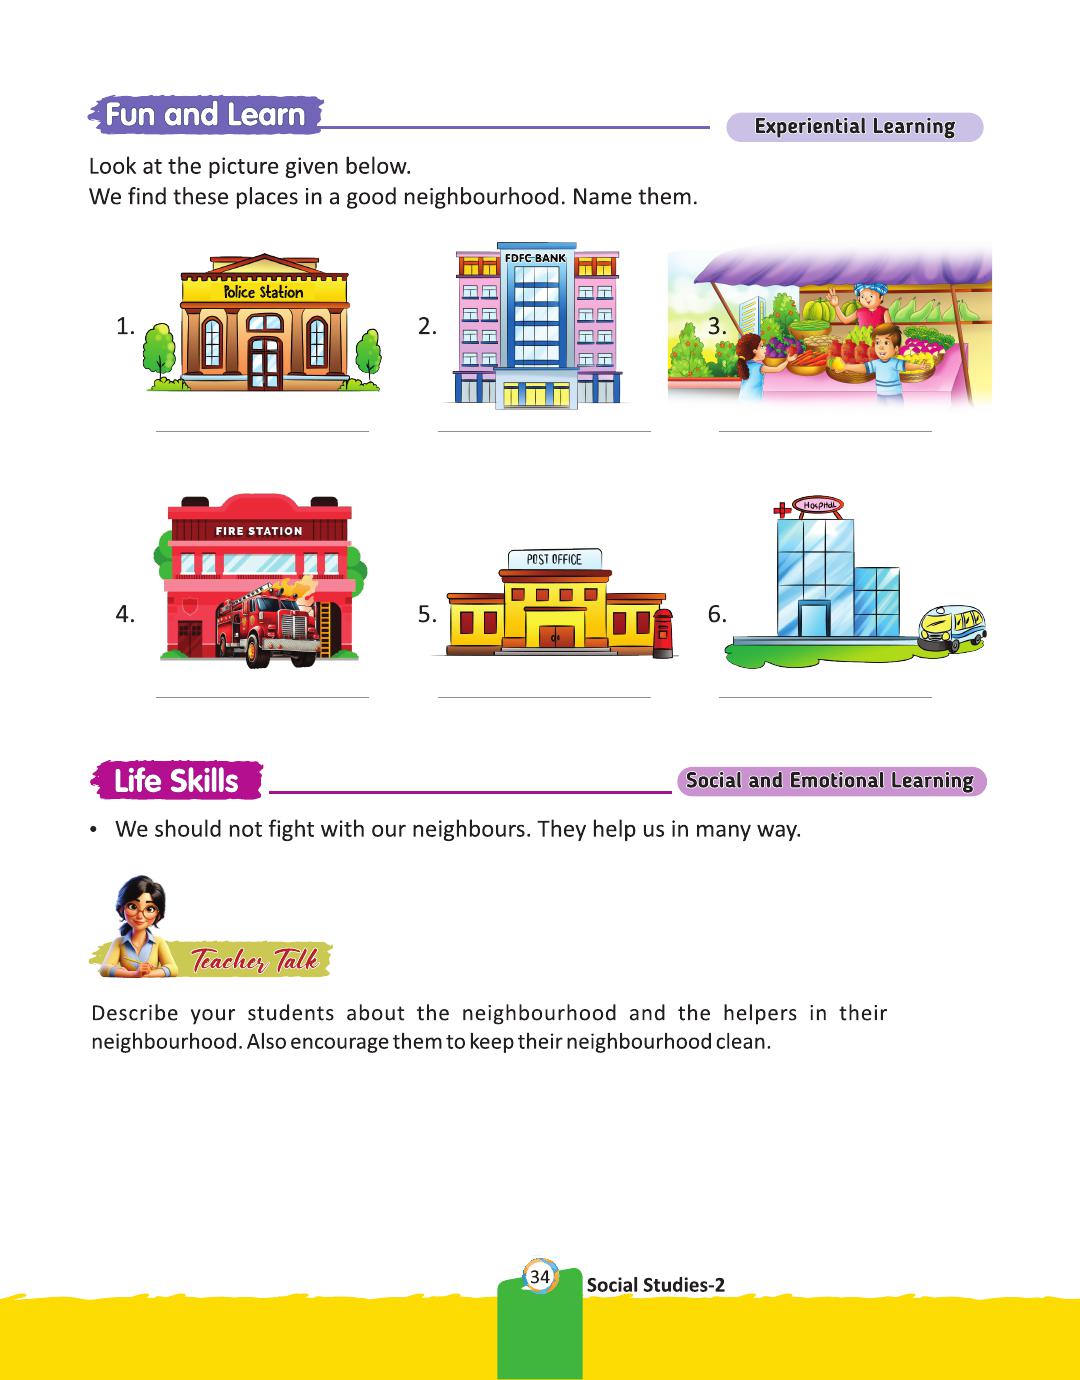 Fun and Learn
Experiential Learning
Look at the picture given below.
We find these places in a good neighbourhood. Name them.
1.
Police Station
2.
FDFC BANK
3.
4.
FIRE STATION
5.
POST OFFICE
6.
Hospital
Life Skills
Social and Emotional Learning
• We should not fight with our neighbours. They help us in many way.
Teacher Talk
Describe your students about the neighbourhood and the helpers in their
neighbourhood. Also encourage them to keep their neighbourhood clean.
34
Social Studies-2